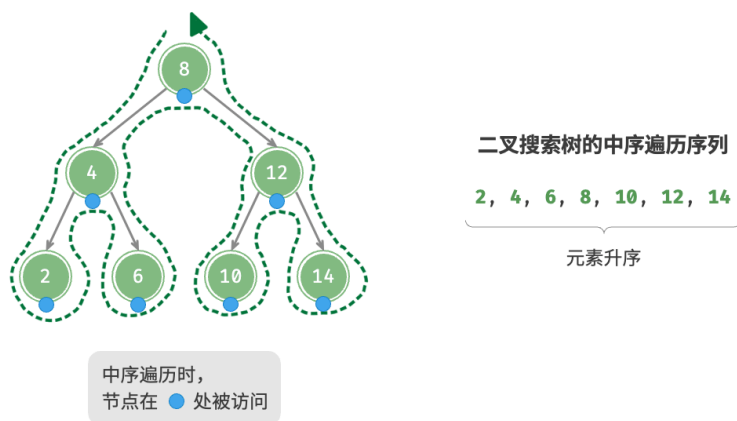 8
4
12
2
6
10
14
二叉搜索树的中序遍历序列
2, 4, 6, 8, 10, 12, 14
元素升序
中序遍历时，
节点在 处被访问